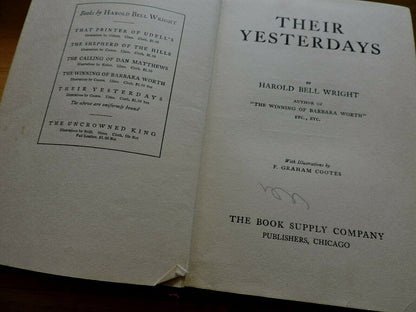 Books by HAROLD BELL WRIGHT
THAT PRINTER OF UDELL'S
THE SHEPHERD OF THE HILLS
THE CALLING OF DAN MATTHEWS
THE WINNING OF BARBARA WORTH
THEIR YESTERDAYS
The above are uniformly bound
THE UNCROWNED KING
THEIR
YESTERDAYS
BY
HAROLD BELL WRIGHT
AUTHOR OF
"THE WINNING OF BARBARA WORTH"
ETC., ETC.
With Illustrations by
F. GRAHAM COOTES
THE BOOK SUPPLY COMPANY
PUBLISHERS, CHICAGO